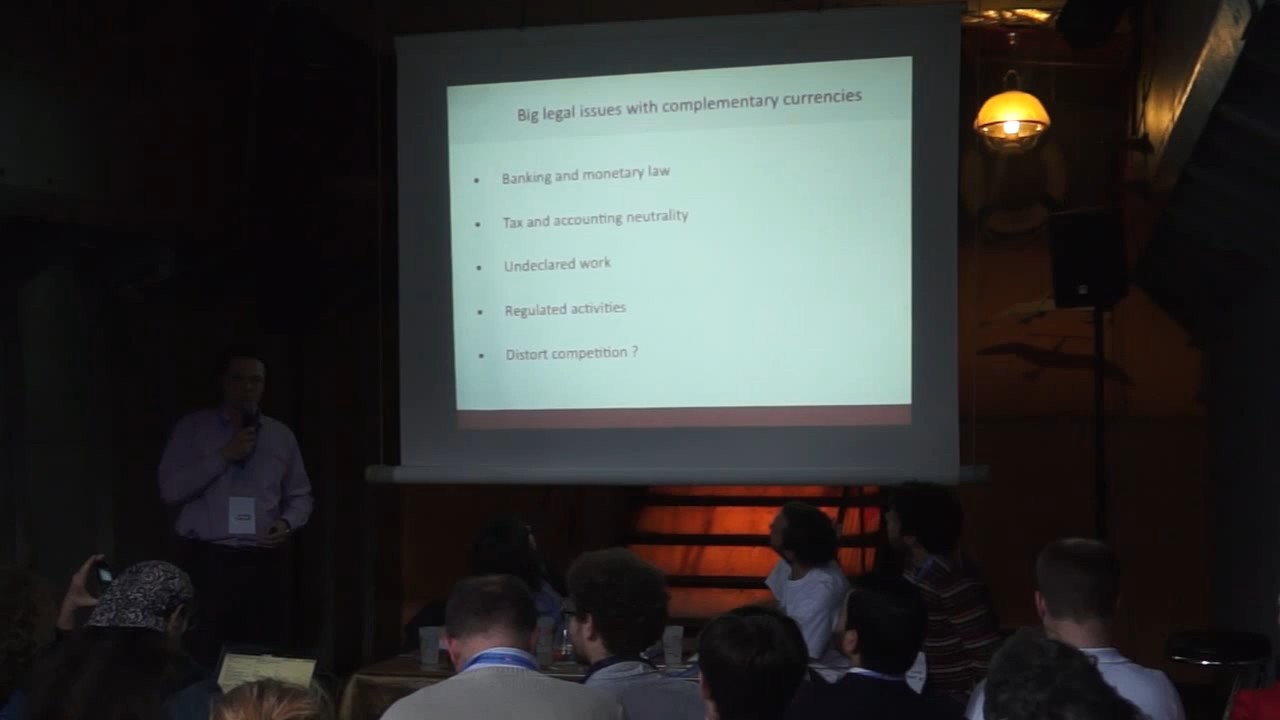 Big legal issues with complementary currencies
▪ Banking and monetary law
▪ Tax and accounting neutrality
▪ Undeclared work
▪ Regulated activities
▪ Distort competition ?